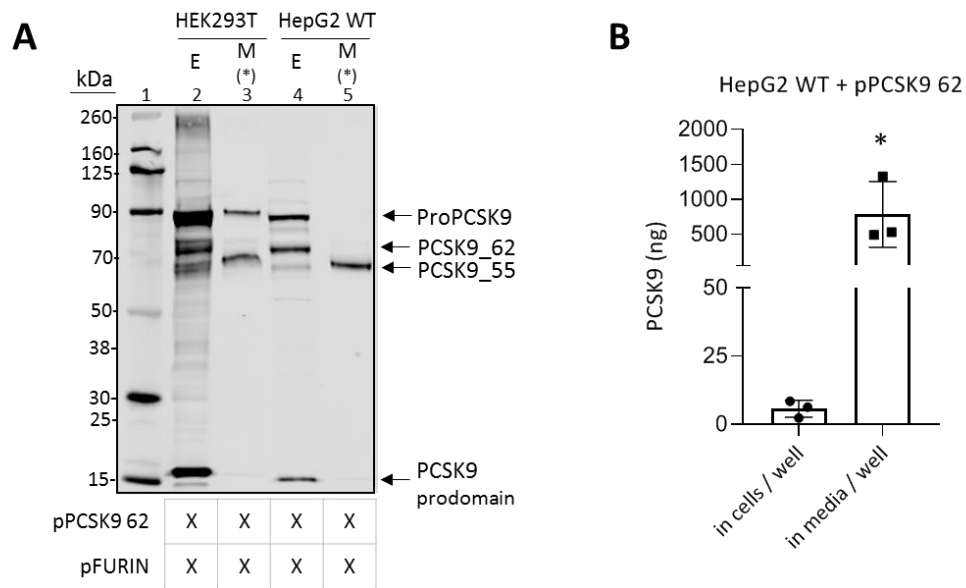 A
HEK293T HepG2 WT
E M E M
(*) (*)
kDa
1 2 3 4 5
260
160
125
90
70
50
38
30
25
15
ProPCSK9
PCSK9_62
PCSK9_55
PCSK9
prodomain
pPCSK9 62 X X X X
pFURIN X X X X
B
HepG2 WT + pPCSK9 62
PCSK9 (ng)
2000
1500
1000
500
50
25
0
*
in cells / well
in media / well